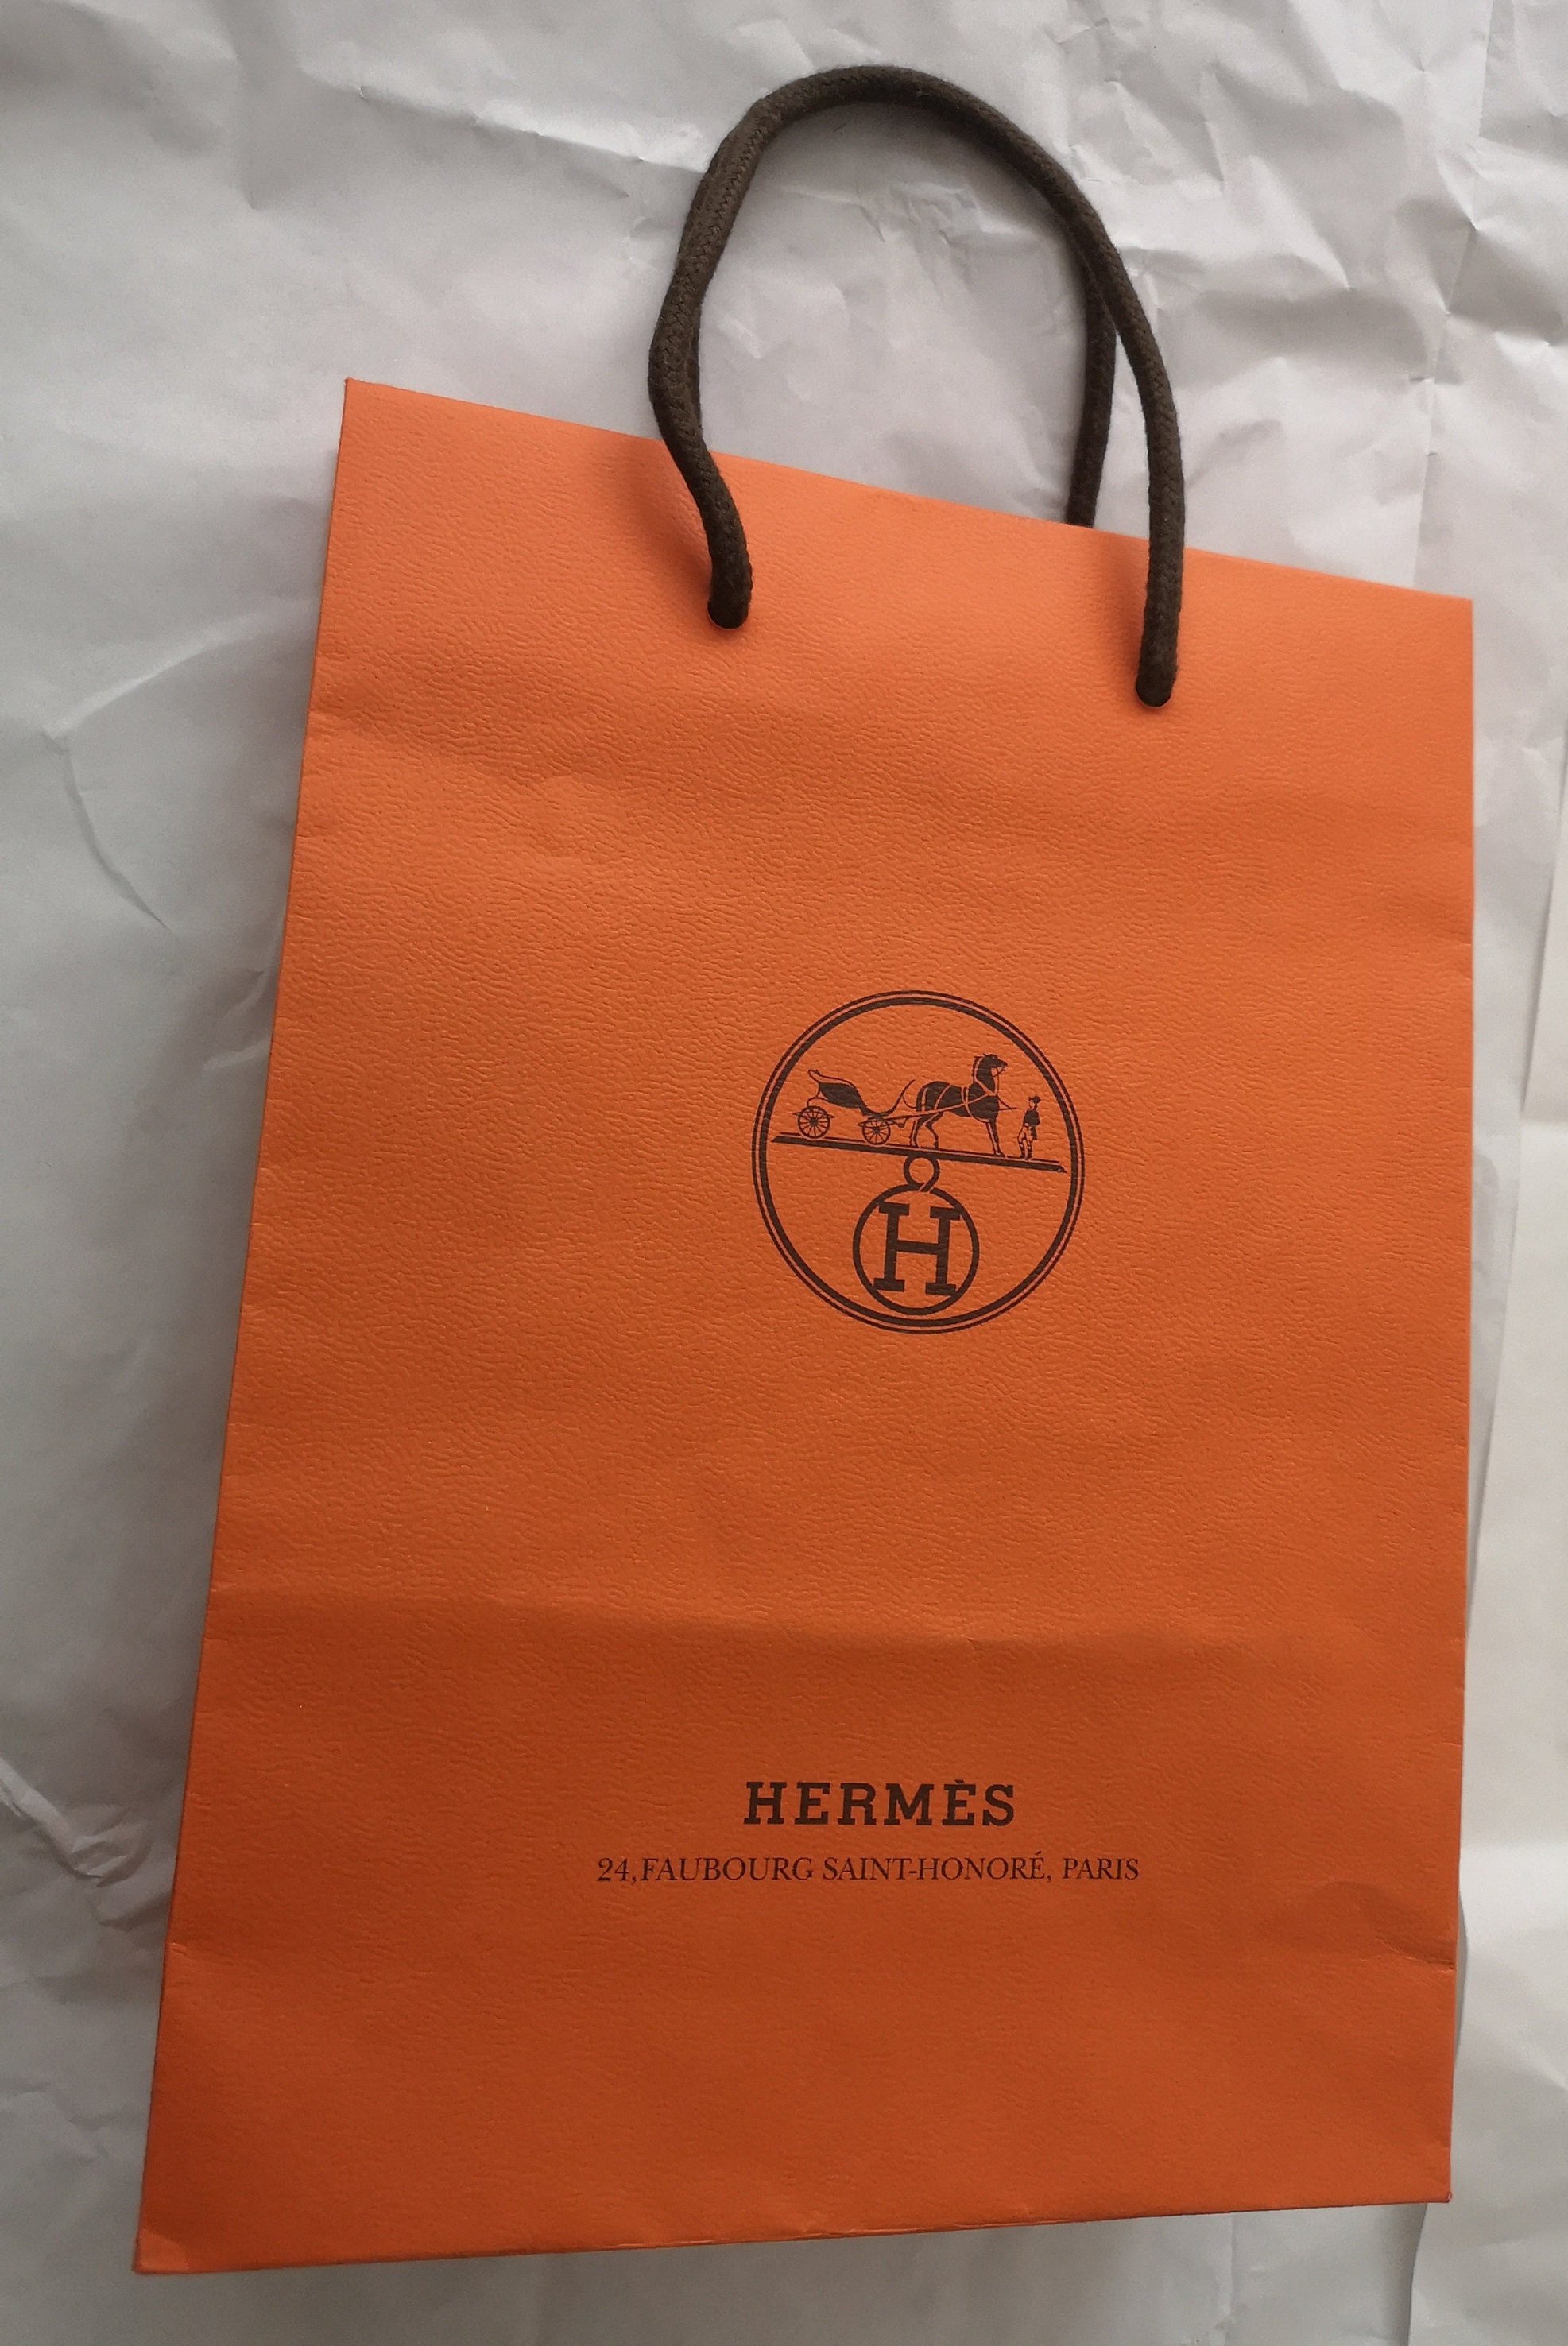 H
HERMÈS
24,FAUBOURG SAINT-HONORÉ, PARIS